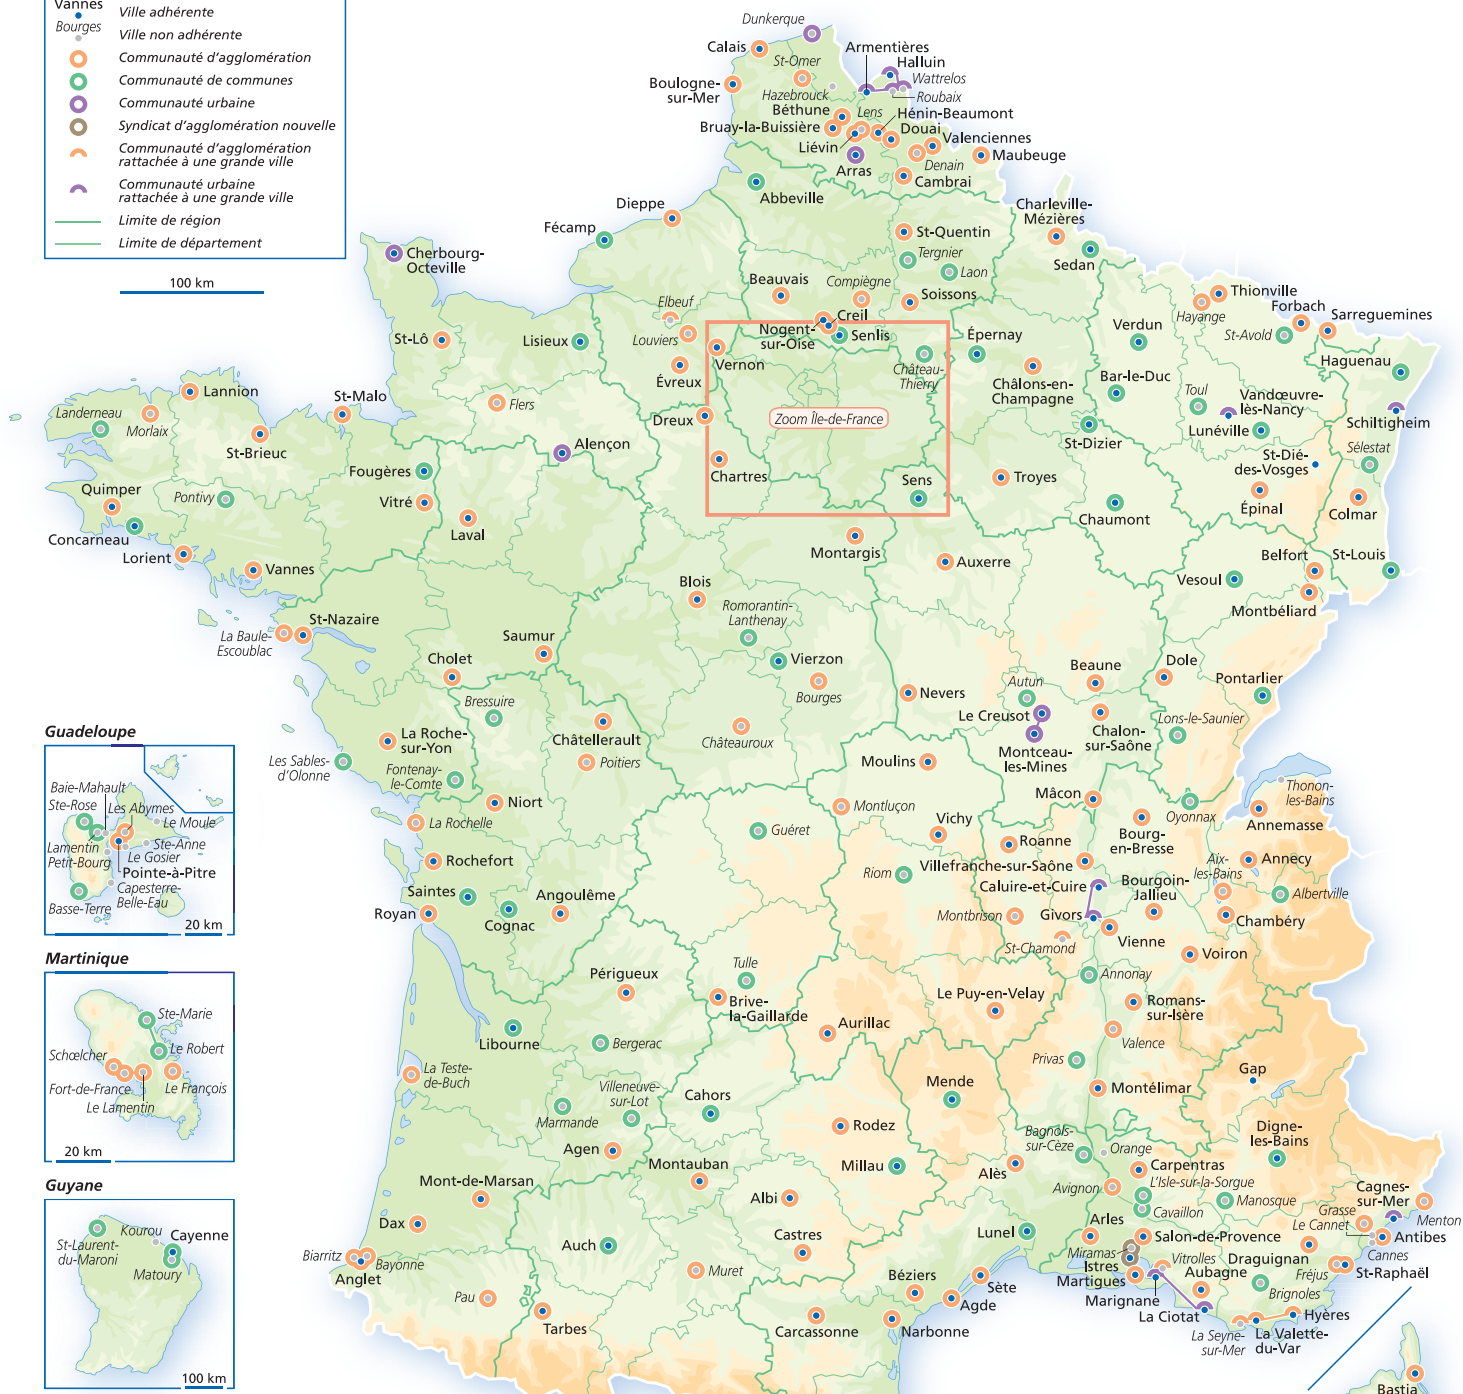 Vannes
Ville adhérente
Bourges
Ville non adhérente
Communauté d'agglomération
Communauté de communes
Communauté urbaine
Syndicat d'agglomération nouvelle
Communauté d'agglomération
rattachée à une grande ville
Communauté urbaine
rattachée à une grande ville
Limite de région
Limite de département
100 km
Dunkerque
Calais
Armentières
St-Omer
Halluin
Wattrelos
Boulogne-
sur-Mer
Hazebrouck
Roubaix
Béthune
Lens
Hénin-Beaumont
Bruay-la-Buissière
Douai
Liévin
Valenciennes
Denain
Maubeuge
Arras
Cambrai
Abbeville
Dieppe
Charleville-
Mézières
Fécamp
St-Quentin
Tergnier
Sedan
Cherbourg-
Octeville
Laon
Beauvais
Compiègne
Soissons
Thionville
Elbeuf
Hayange
Forbach
Creil
Nogent-
sur-Oise
Senlis
Sarreguemines
St-Lô
Lisieux
Louviers
Épernay
Verdun
St-Avold
Vernon
Château-
Thierry
Haguenau
Évreux
Châlons-en-
Champagne
Bar-le-Duc
Toul
Lannion
St-Malo
Vandœuvre-
lès-Nancy
Landerneau
Flers
Dreux
Zoom Île-de-France
Morlaix
Schiltigheim
Lunéville
St-Brieuc
Alençon
St-Dizier
Sélestat
St-Dié-
des-Vosges
Fougères
Chartres
Troyes
Sens
Quimper
Pontivy
Vitré
Épinal
Colmar
Chaumont
Concarneau
Laval
Lorient
Montargis
Belfort
St-Louis
Auxerre
Vannes
Vesoul
Blois
Montbéliard
Romorantin-
Lanthenay
St-Nazaire
La Baule-
Escoublac
Saumur
Cholet
Vierzon
Beaune
Dole
Bourges
Autun
Pontarlier
Nevers
Bressuire
Le Creusot
Lons-le-Saunier
La Roche-
sur-Yon
Châtellerault
Châteauroux
Chalon-
sur-Saône
Montceau-
les-Mines
Les Sables-
d'Olonne
Fontenay-
le-Comte
Poitiers
Moulins
Mâcon
Thonon-
les-Bains
Niort
Montluçon
Oyonnax
Annemasse
La Rochelle
Guéret
Vichy
Bourg-
en-Bresse
Roanne
Rochefort
Villefranche-sur-Saône
Aix-
les-Bains
Annecy
Riom
Caluire-et-Cuire
Bourgoin-
Jallieu
Albertville
Saintes
Angoulême
Royan
Cognac
Montbrison
Givors
Chambéry
Vienne
St-Chamond
Voiron
Tulle
Périgueux
Annonay
Brive-
la-Gaillarde
Le Puy-en-Velay
Romans-
sur-Isère
Aurillac
Libourne
Bergerac
Valence
Privas
La Teste-
de-Buch
Gap
Mende
Montélimar
Villeneuve-
sur-Lot
Cahors
Marmande
Rodez
Digne-
les-Bains
Bagnols-
sur-Cèze
Orange
Agen
Millau
Alès
Carpentras
L'Isle-sur-la-Sorgue
Montauban
Mont-de-Marsan
Albi
Avignon
Manosque
Cagnes-
sur-Mer
Cavaillon
Grasse
Menton
Dax
Arles
Le Cannet
Lunel
Salon-de-Provence
Antibes
Auch
Castres
Miramas
Vitrolles
Draguignan
Cannes
Biarritz
Bayonne
Istres
Anglet
Muret
Martigues
Aubagne
Fréjus
St-Raphaël
Béziers
Sète
Brignoles
Pau
Agde
Marignane
Tarbes
La Ciotat
Hyères
Carcassonne
Narbonne
La Seyne-
sur-Mer
La Valette-
du-Var
Bastia
Guadeloupe
Baie-Mahault
Ste-Rose
Les Abymes
Le Moule
Lamentin
Ste-Anne
Petit-Bourg
Le Gosier
Pointe-à-Pitre
Capesterre-
Belle-Eau
Basse-Terre
20 km
Martinique
Ste-Marie
Schœlcher
Le Robert
Fort-de-France
Le François
Le Lamentin
20 km
Guyane
Kourou
Cayenne
St-Laurent-
du-Maroni
Matoury
100 km